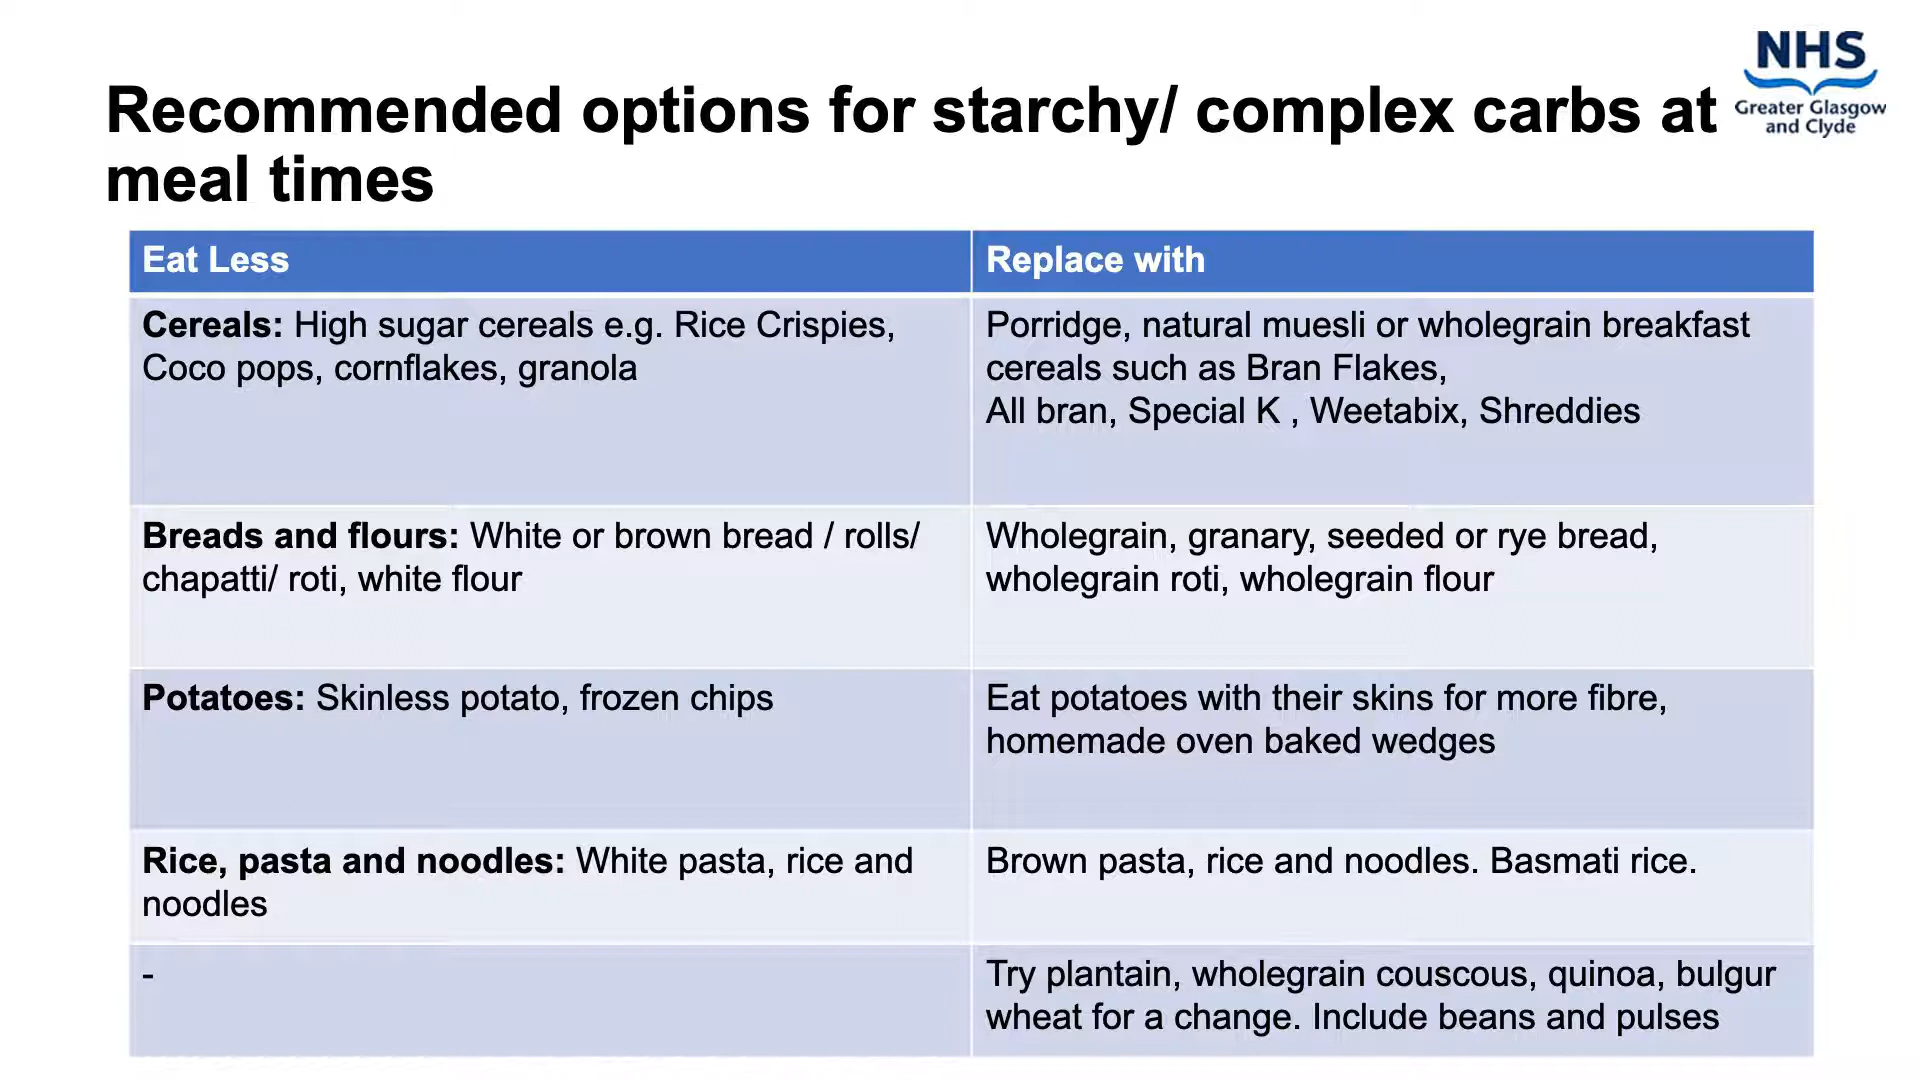 NHS
Greater Glasgow
and Clyde
Recommended options for starchy/ complex carbs at
meal times
Eat Less
Replace with
Cereals: High sugar cereals e.g. Rice Crispies,
Coco pops, cornflakes, granola
Porridge, natural muesli or wholegrain breakfast
cereals such as Bran Flakes,
All bran, Special K , Weetabix, Shreddies
Breads and flours: White or brown bread / rolls/
chapatti/ roti, white flour
Wholegrain, granary, seeded or rye bread,
wholegrain roti, wholegrain flour
Potatoes: Skinless potato, frozen chips
Eat potatoes with their skins for more fibre,
homemade oven baked wedges
Rice, pasta and noodles: White pasta, rice and
noodles
Brown pasta, rice and noodles. Basmati rice.
-
Try plantain, wholegrain couscous, quinoa, bulgur
wheat for a change. Include beans and pulses